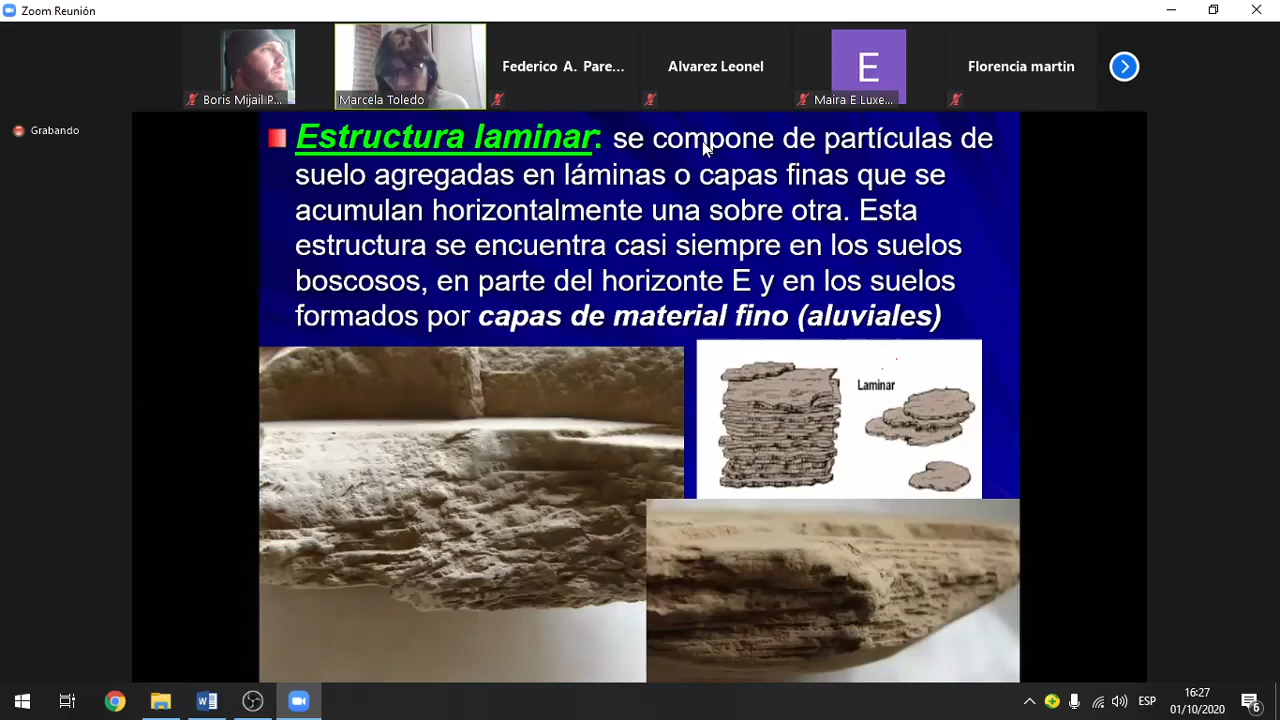 Zoom Reunión
Federico A. Pare...
Alvarez Leonel
E
Florencia martin
Boris Mijail P...
Marcela Toledo
Maira E Luxe...
Grabando
Estructura laminar: se compone de partículas de
suelo agregadas en láminas o capas finas que se
acumulan horizontalmente una sobre otra. Esta
estructura se encuentra casi siempre en los suelos
boscosos, en parte del horizonte E y en los suelos
formados por capas de material fino (aluviales)
Laminar
ESP
16:27
01/10/2020
6